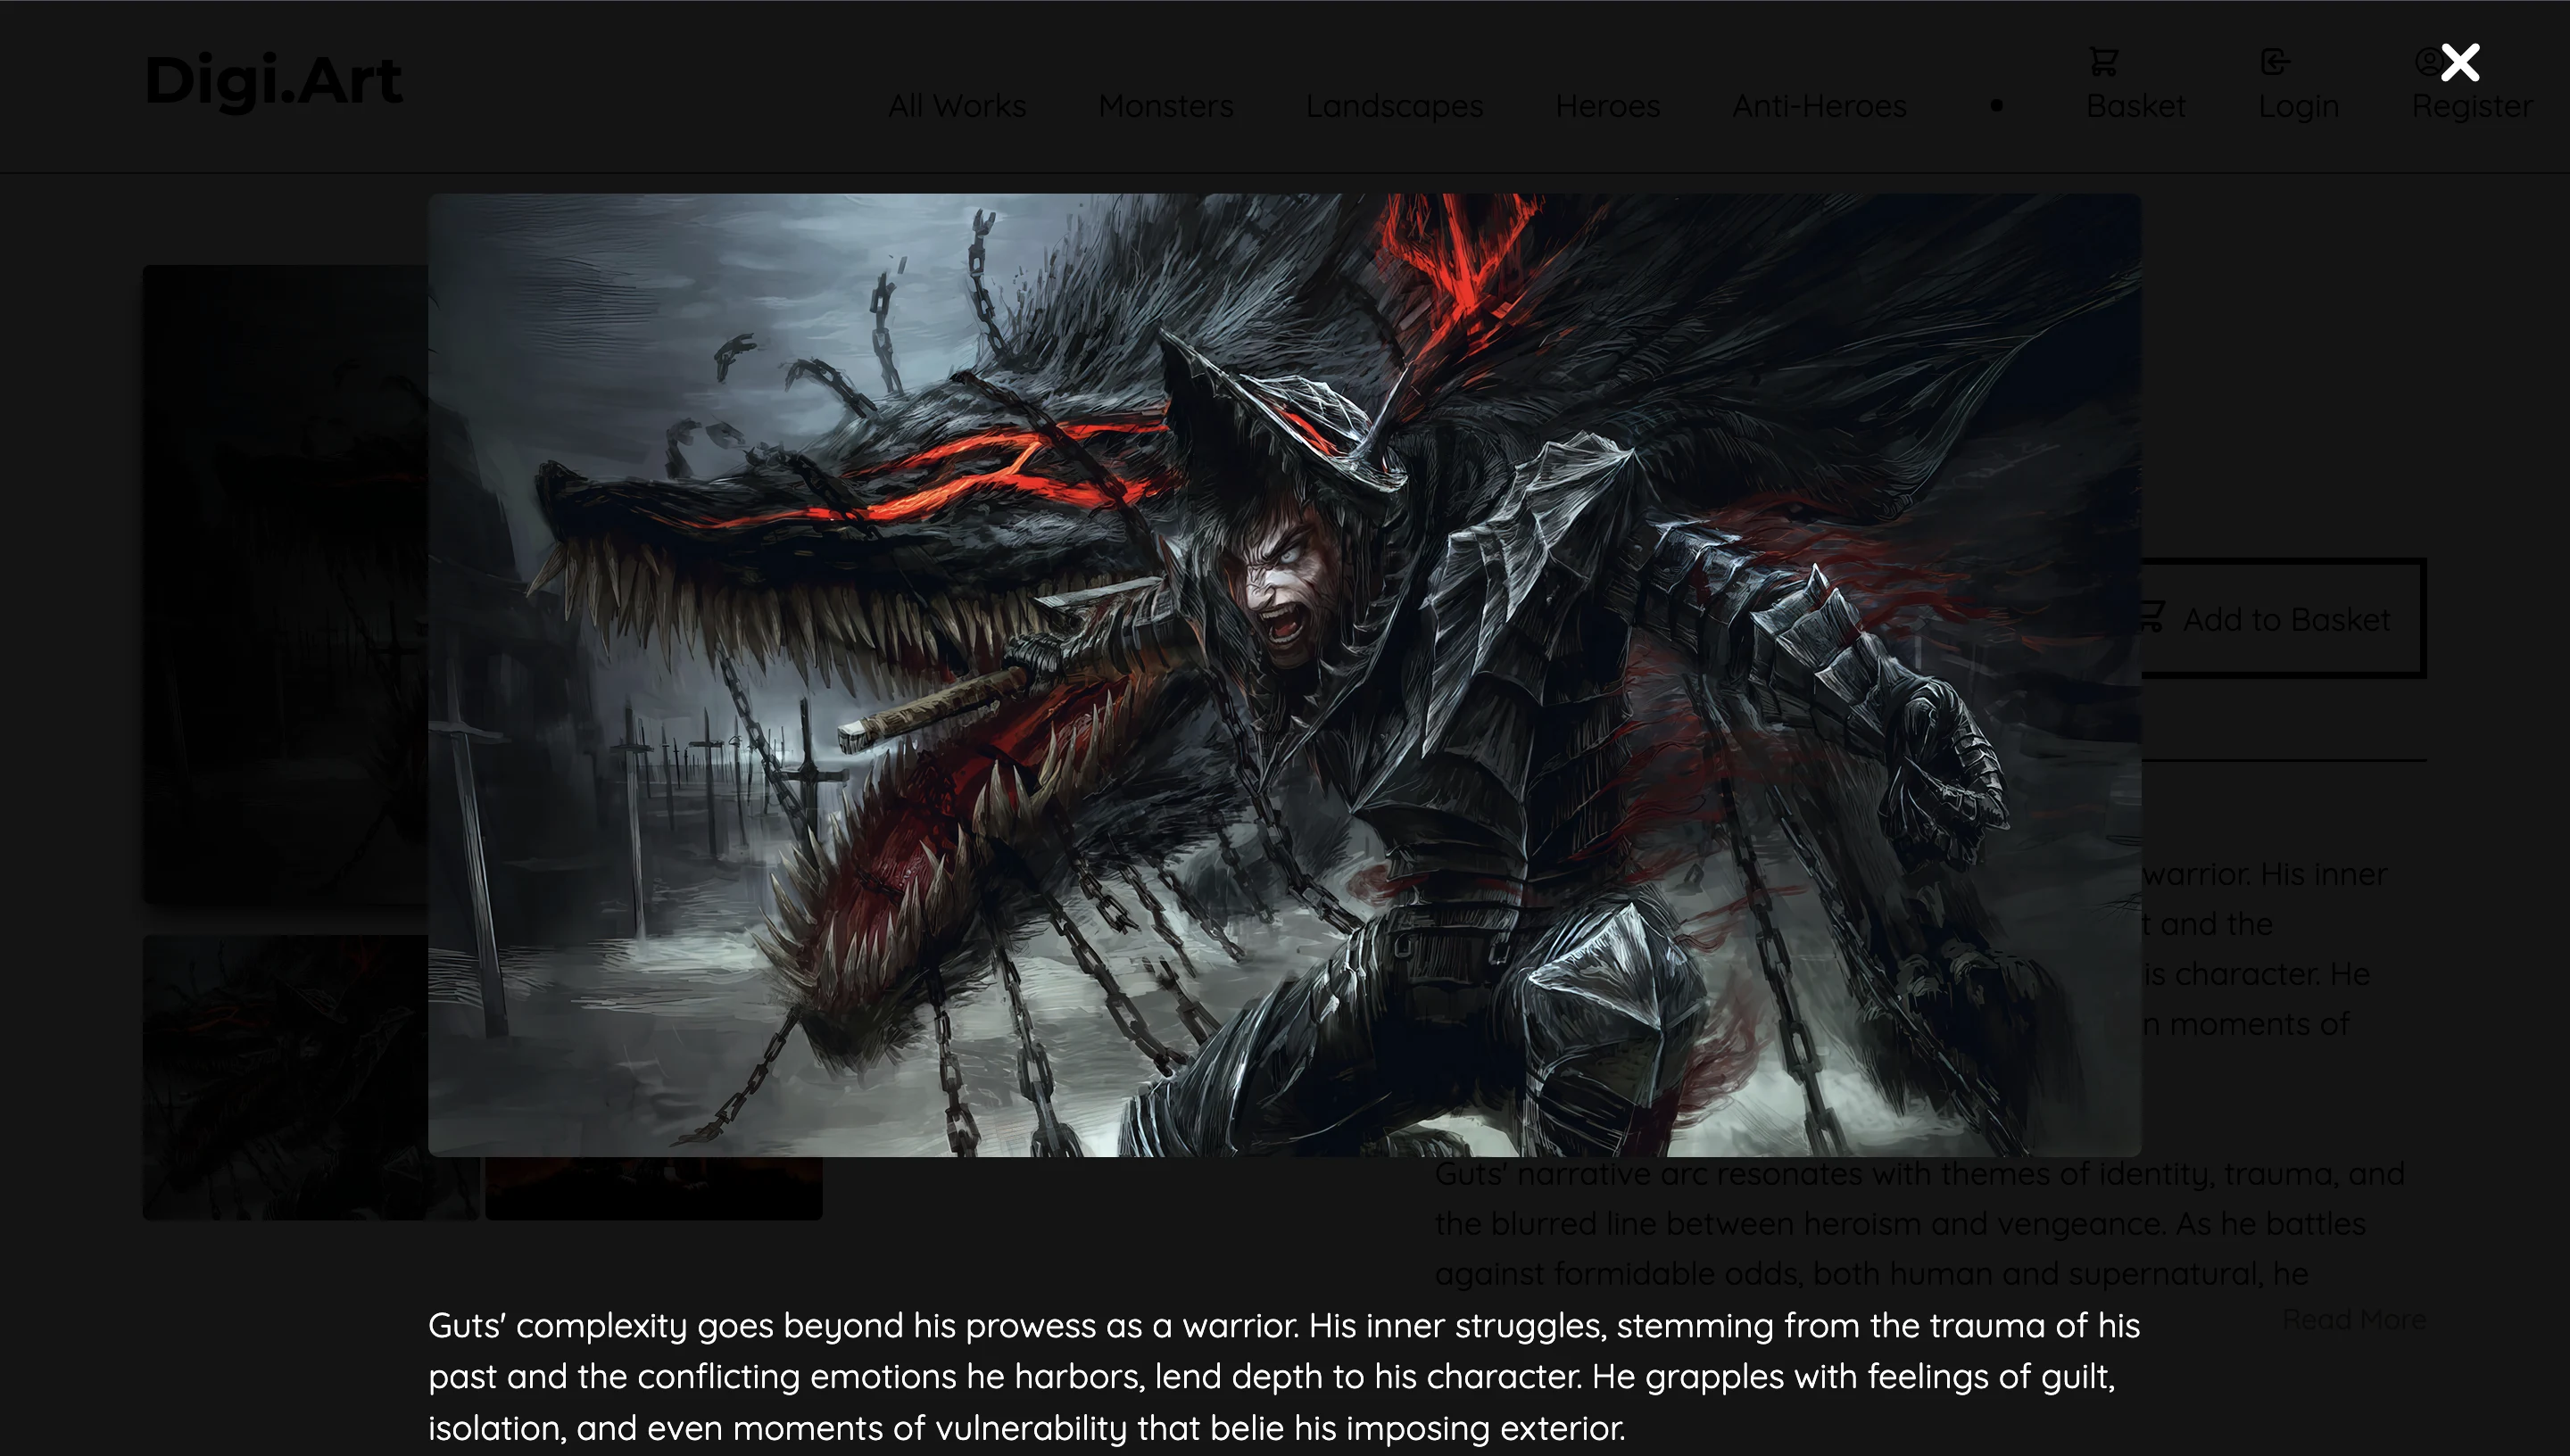 Digi.Art
All Works Monsters Landscapes Heroes Anti-Heroes • Basket Login Register
Add to Basket
warrior. His inner
t and the
is character. He
n moments of
Guts' narrative arc resonates with themes of identity, trauma, and
the blurred line between heroism and vengeance. As he battles
against formidable odds, both human and supernatural, he
Read More
Guts' complexity goes beyond his prowess as a warrior. His inner struggles, stemming from the trauma of his
past and the conflicting emotions he harbors, lend depth to his character. He grapples with feelings of guilt,
isolation, and even moments of vulnerability that belie his imposing exterior.